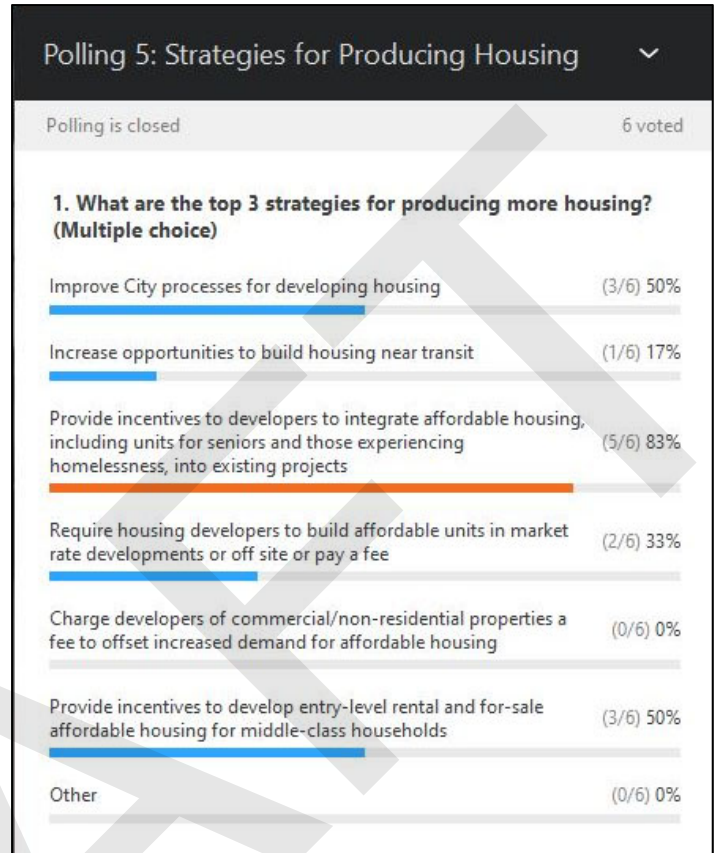 Polling 5: Strategies for Producing Housing
Polling is closed 6 voted
1. What are the top 3 strategies for producing more housing?
(Multiple choice)
Improve City processes for developing housing (3/6) 50%
Increase opportunities to build housing near transit (1/6) 17%
Provide incentives to developers to integrate affordable housing,
including units for seniors and those experiencing (5/6) 83%
homelessness, into existing projects
Require housing developers to build affordable units in market
rate developments or off site or pay a fee (2/6) 33%
Charge developers of commercial/non-residential properties a
fee to offset increased demand for affordable housing (0/6) 0%
Provide incentives to develop entry-level rental and for-sale
affordable housing for middle-class households (3/6) 50%
Other (0/6) 0%